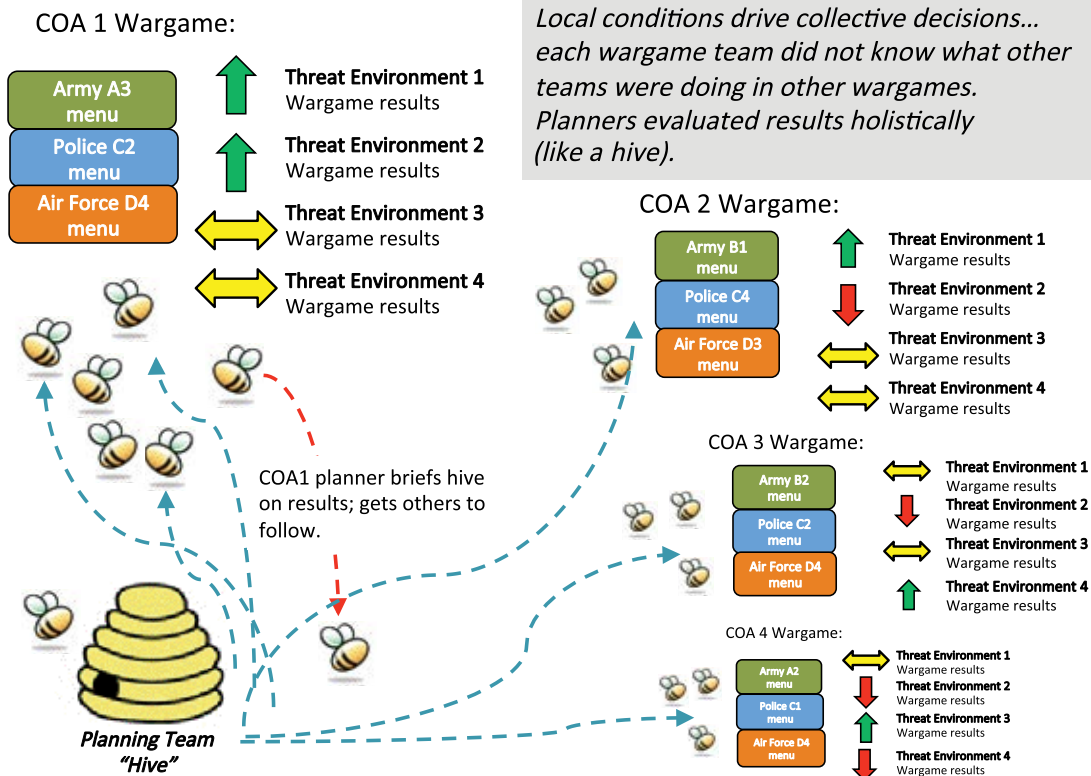 COA 1 Wargame:
Army A3
menu
Police C2
menu
Air Force D4
menu
Threat Environment 1
Wargame results
Threat Environment 2
Wargame results
Threat Environment 3
Wargame results
Threat Environment 4
Wargame results
Local conditions drive collective decisions...
each wargame team did not know what other
teams were doing in other wargames.
Planners evaluated results holistically
(like a hive).
COA 2 Wargame:
Army B1
menu
Police C4
menu
Air Force D3
menu
Threat Environment 1
Wargame results
Threat Environment 2
Wargame results
Threat Environment 3
Wargame results
Threat Environment 4
Wargame results
COA1 planner briefs hive
on results; gets others to
follow.
COA 3 Wargame:
Army B2
menu
Police C2
menu
Air Force D4
menu
Threat Environment 1
Wargame results
Threat Environment 2
Wargame results
Threat Environment 3
Wargame results
Threat Environment 4
Wargame results
COA 4 Wargame:
Army A2
menu
Police C1
menu
Air Force D4
menu
Threat Environment 1
Wargame results
Threat Environment 2
Wargame results
Threat Environment 3
Wargame results
Threat Environment 4
Wargame results
Planning Team
"Hive"